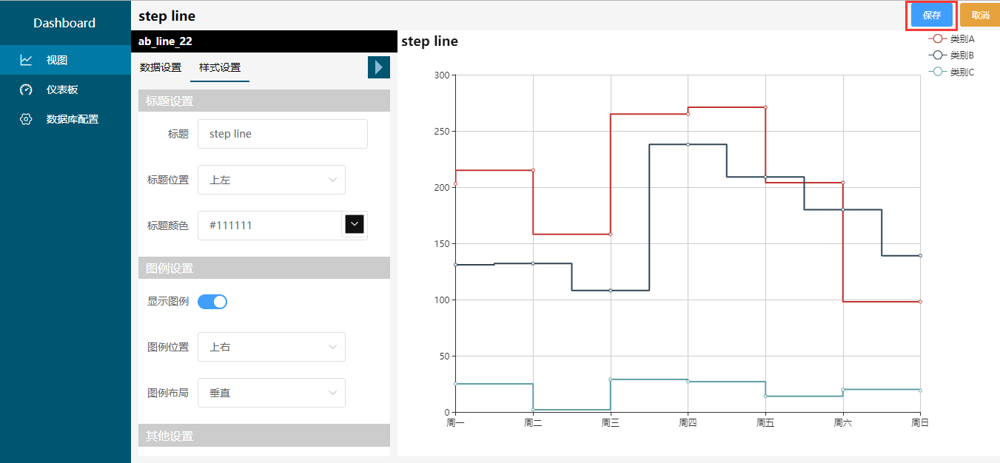 Dashboard
视图
仪表板
数据库配置
step line
保存
取消
ab_line_22
数据设置
样式设置
标题设置
标题
step line
标题位置
上左
标题颜色
#111111
图例设置
显示图例
图例位置
上右
图例布局
垂直
其他设置
step line
类别A
类别B
类别C
300
250
200
150
100
50
0
周一
周二
周三
周四
周五
周六
周日